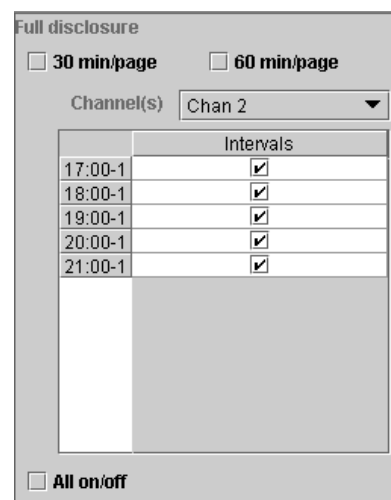 Full disclosure
30 min/page 60 min/page
Channel(s) Chan 2
Intervals
17:00-1
18:00-1
19:00-1
20:00-1
21:00-1
All on/off